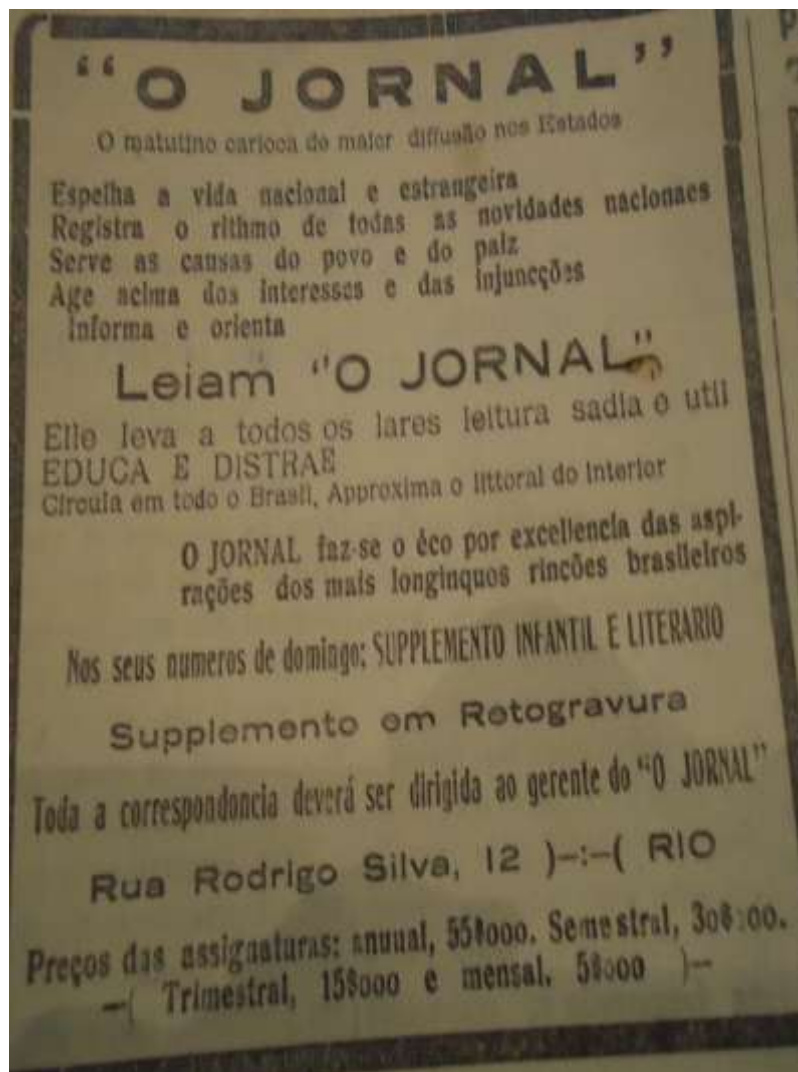 “O JORNAL”
O matutino carioca de maior diffusão nos Estados
Espelha a vida nacional e estrangeira
Registra o rithmo de todas as novidades nacionaes
Serve as causas do povo e do paiz
Age acima dos interesses e das injuncções
Informa e orienta
Leiam “O JORNAL”
Elle leva a todos os lares leitura sadia e util
EDUCA E DISTRAE
Circula em todo o Brasil, Approxima o littoral do interior
O JORNAL faz-se o éco por excellencia das aspi-
rações dos mais longinquos rincões brasileiros
Nos seus numeros de domingo: SUPPLEMENTO INFANTIL E LITERARIO
Supplemento em Retogravura
Toda a correspondencia deverá ser dirigida ao gerente do “O JORNAL”
Rua Rodrigo Silva, 12 )—:—( RIO
Preços das assignaturas: anuual, 55$000. Semestral, 30$000.
—( Trimestral, 15$000 e mensal. 5$000 )—